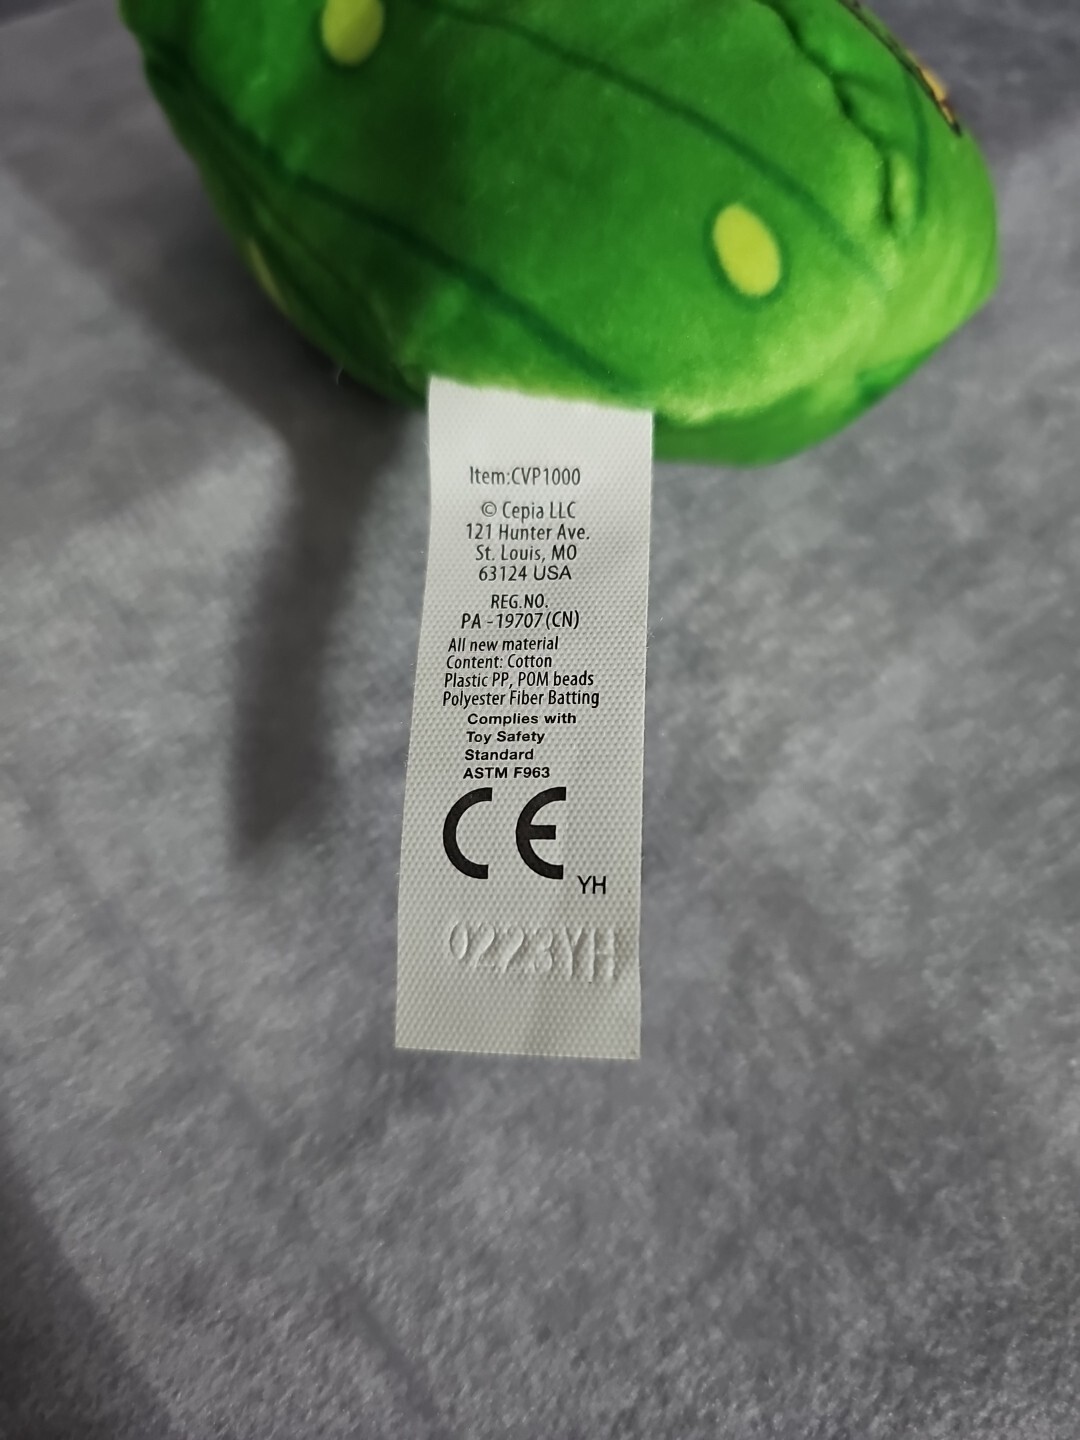 Item:CVP1000
© Cepia LLC
121 Hunter Ave.
St. Louis, MO
63124 USA
REG.NO.
PA - 19707 (CN)
All new material
Content: Cotton
Plastic PP, POM beads
Polyester Fiber Batting
Complies with
Toy Safety
Standard
ASTM F963
CE
YH
0223YH